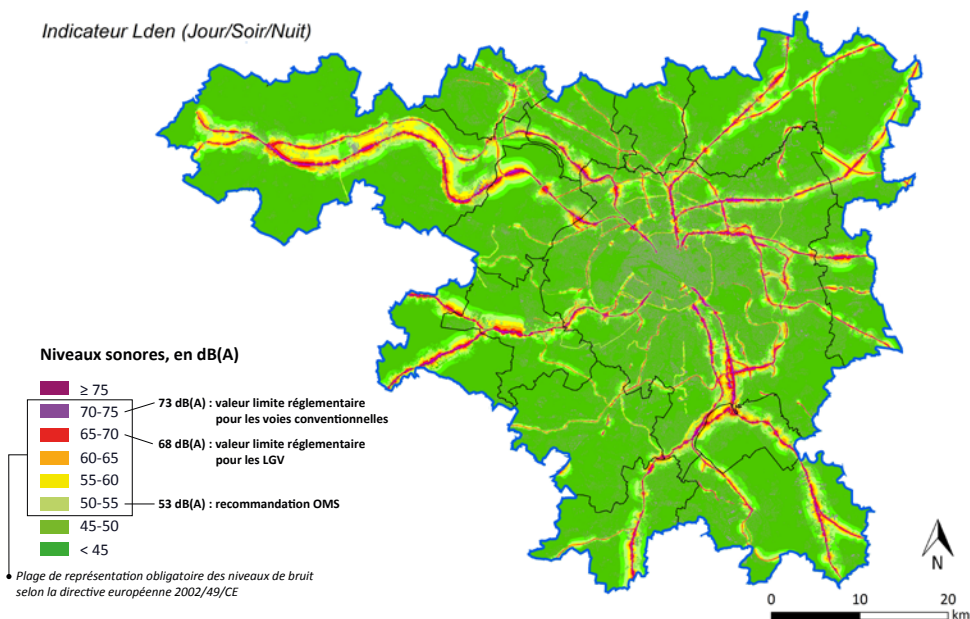 Indicateur Lden (Jour/Soir/Nuit)
Niveaux sonores, en dB(A)
≥ 75
70-75
65-70
60-65
55-60
50-55
45-50
< 45
73 dB(A) : valeur limite réglementaire
pour les voies conventionnelles
68 dB(A) : valeur limite réglementaire
pour les LGV
53 dB(A) : recommandation OMS
Plage de représentation obligatoire des niveaux de bruit
selon la directive européenne 2002/49/CE
N
0 10 20
km